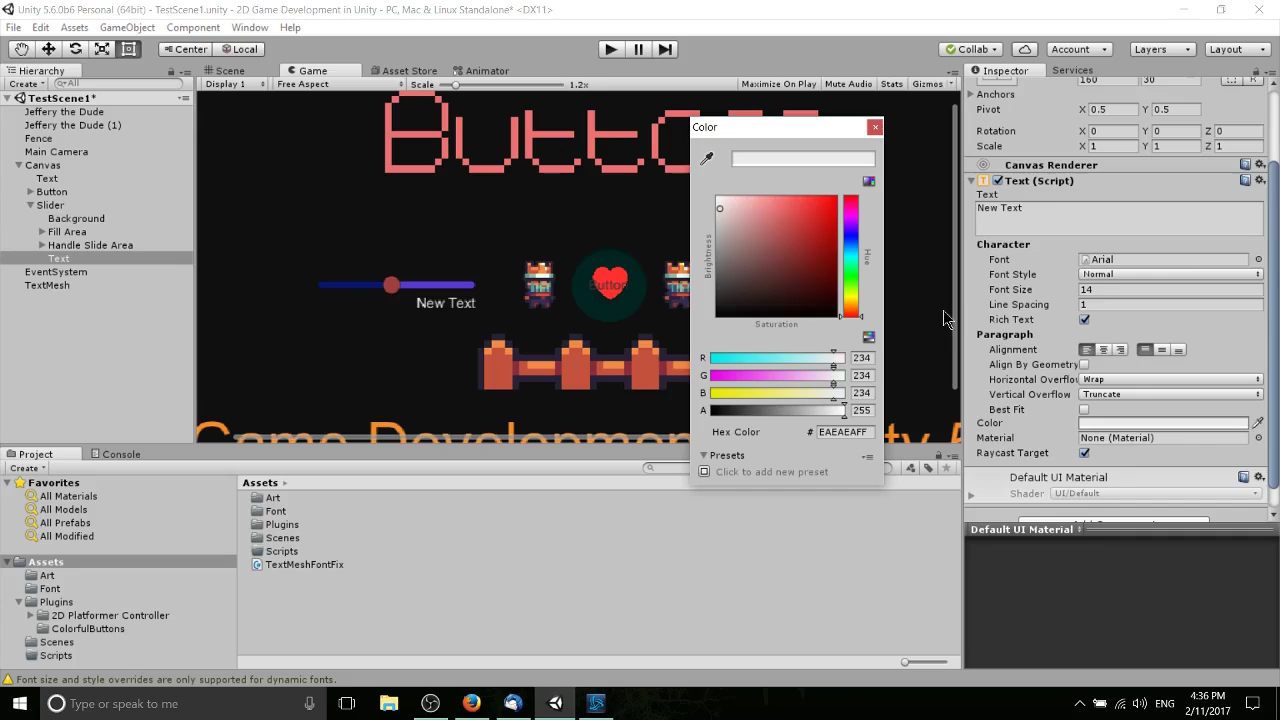 Unity 5.6.0b6 Personal (64bit) - TestScene1.unity - 2D Game Development in Unity - PC, Mac & Linux Standalone* <DX11>
File Edit Assets GameObject Component Window Help
Center Local Collab Account Layers Layout
Hierarchy Scene Game Asset Store Animator Inspector Services
Create All Display 1 Free Aspect Scale 1.2x Maximize On Play Mute Audio Stats Gizmos
160 30 R
TestScene1*
Jeffery the Dude
Jeffery the Dude (1)
Fence
Main Camera
Canvas
Text
Button
Slider
Background
Fill Area
Handle Slide Area
Text
EventSystem
TextMesh
New Text
Button
Color
Brightness
Hue
Saturation
R 234
G 234
B 234
A 255
Hex Color # EAEAEAFF
Presets
Click to add new preset
Anchors
Pivot X 0.5 Y 0.5
Rotation X 0 Y 0 Z 0
Scale X 1 Y 1 Z 1
Canvas Renderer
Text (Script)
Text
New Text
Character
Font Arial
Font Style Normal
Font Size 14
Line Spacing 1
Rich Text
Paragraph
Alignment
Align By Geometry
Horizontal Overflow Wrap
Vertical Overflow Truncate
Best Fit
Color
Material None (Material)
Raycast Target
Default UI Material
Shader UI/Default
Default UI Material
Project Console
Create
Favorites
All Materials
All Models
All Prefabs
All Modified
Assets
Art
Font
Plugins
2D Platformer Controller
ColorfulButtons
Scenes
Scripts
Assets
Art
Font
Plugins
Scenes
Scripts
TextMeshFontFix
Font size and style overrides are only supported for dynamic fonts.
Type or speak to me
ENG
4:36 PM
2/11/2017